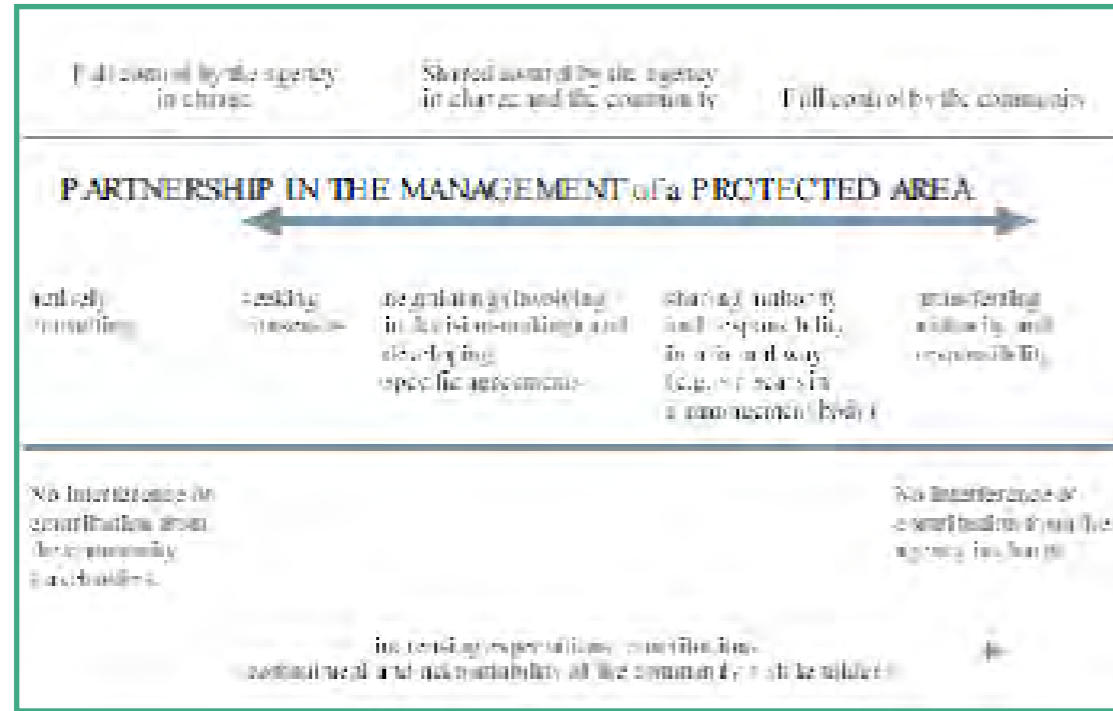 Full control by the agency
in charge
Shared control by the agency
in charge and the community
Full control by the community
PARTNERSHIP IN THE MANAGEMENT of a PROTECTED AREA
actively
consulting
seeking
consensus
negotiating (involving
in decision-making) and
developing
specific agreements
sharing authority
and responsibility
in a formal way
(e.g. seats in
a management body)
transferring
authority and
responsibility
No interference or
contribution from
the community
stakeholders
No interference or
contribution from the
agency in charge
increasing expectations, contribution,
commitment and accountability of the community stakeholders